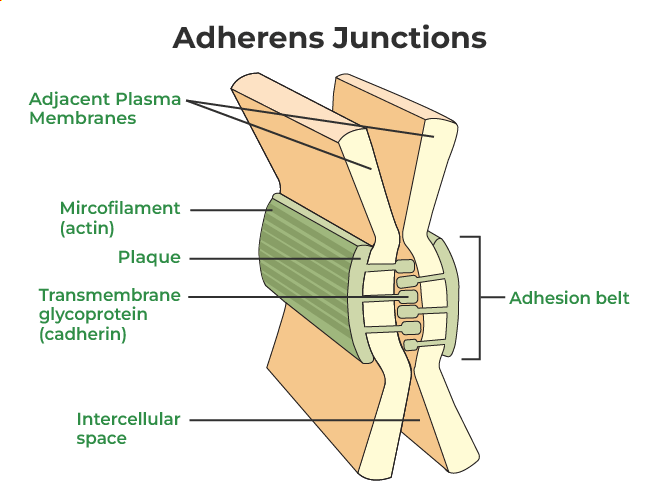 Adherens Junctions
Adjacent Plasma
Membranes
Mircofilament
(actin)
Plaque
Transmembrane
glycoprotein
(cadherin)
Adhesion belt
Intercellular
space